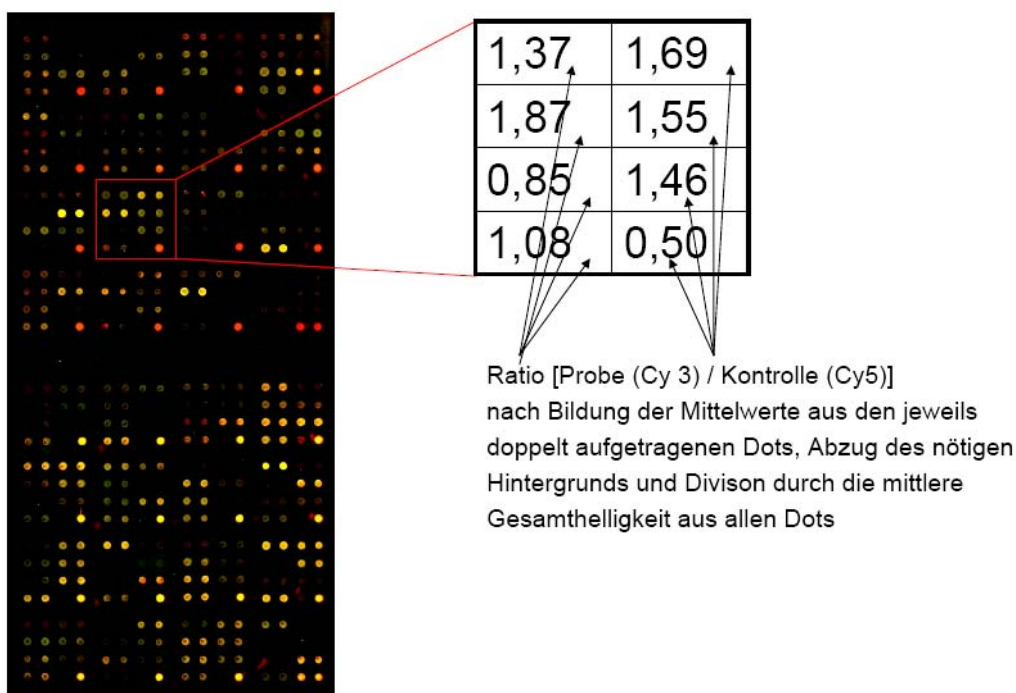 1,37 1,69
1,87 1,55
0,85 1,46
1,08 0,50
Ratio [Probe (Cy 3) / Kontrolle (Cy5)]
nach Bildung der Mittelwerte aus den jeweils
doppelt aufgetragenen Dots, Abzug des nötigen
Hintergrunds und Divison durch die mittlere
Gesamthelligkeit aus allen Dots